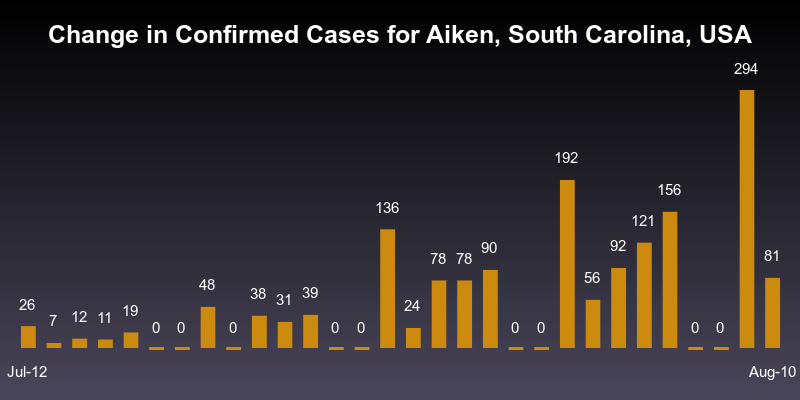 Change in Confirmed Cases for Aiken, South Carolina, USA
26 7 12 11 19 0 0 48 0 38 31 39 0 0 136 24 78 78 90 0 0 192 56 92 121 156 0 0 294 81
Jul-12 Aug-10